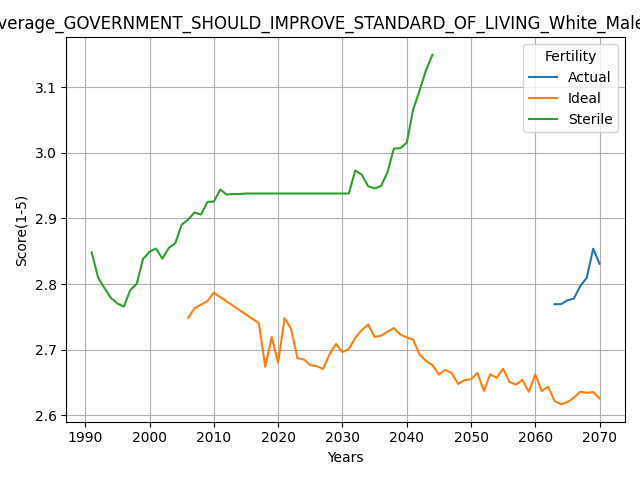 verage_GOVERNMENT_SHOULD_IMPROVE_STANDARD_OF_LIVING_White_Male
Fertility
Actual
Ideal
Sterile
3.1
3.0
2.9
2.8
2.7
2.6
Score(1-5)
1990 2000 2010 2020 2030 2040 2050 2060 2070
Years